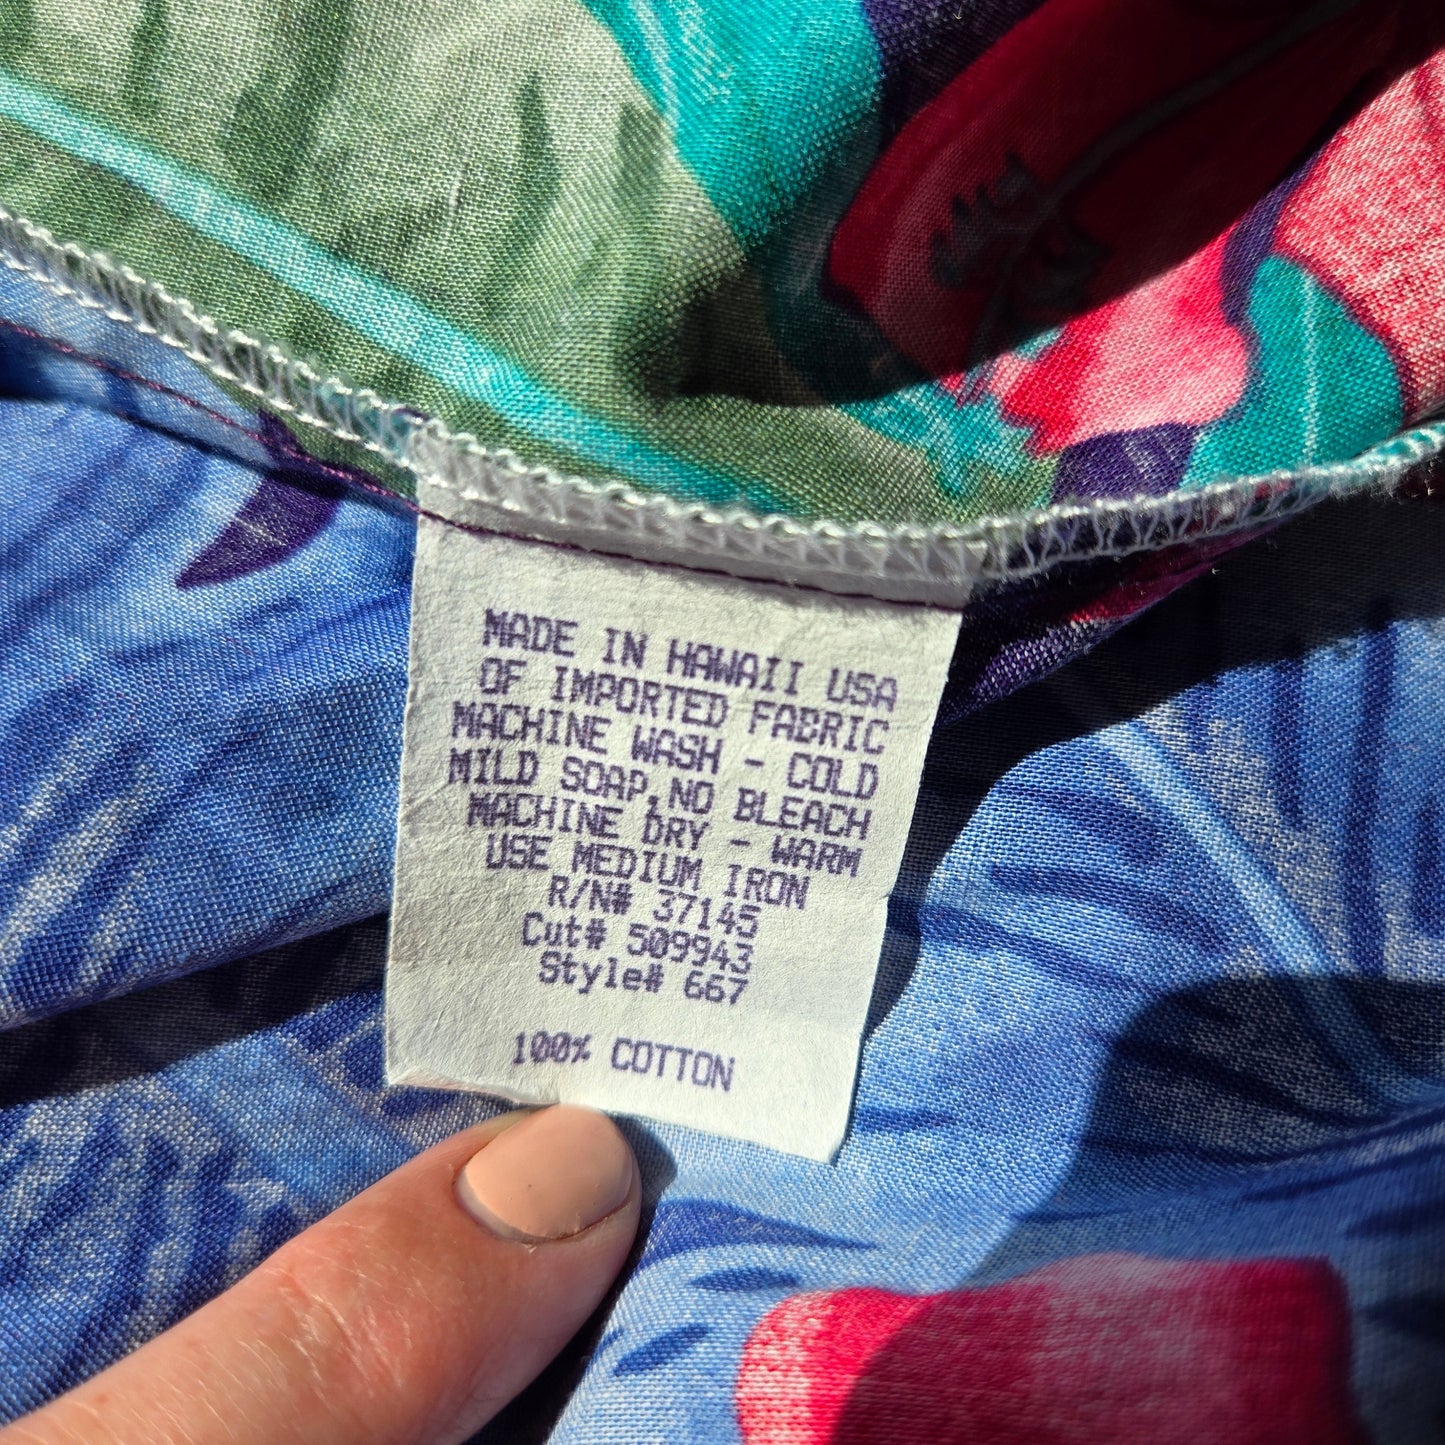 MADE IN HAWAII USA
OF IMPORTED FABRIC
MACHINE WASH - COLD
MILD SOAP,NO BLEACH
MACHINE DRY - WARM
USE MEDIUM IRON
R/N# 37145
Cut# 509943
Style# 667
100% COTTON